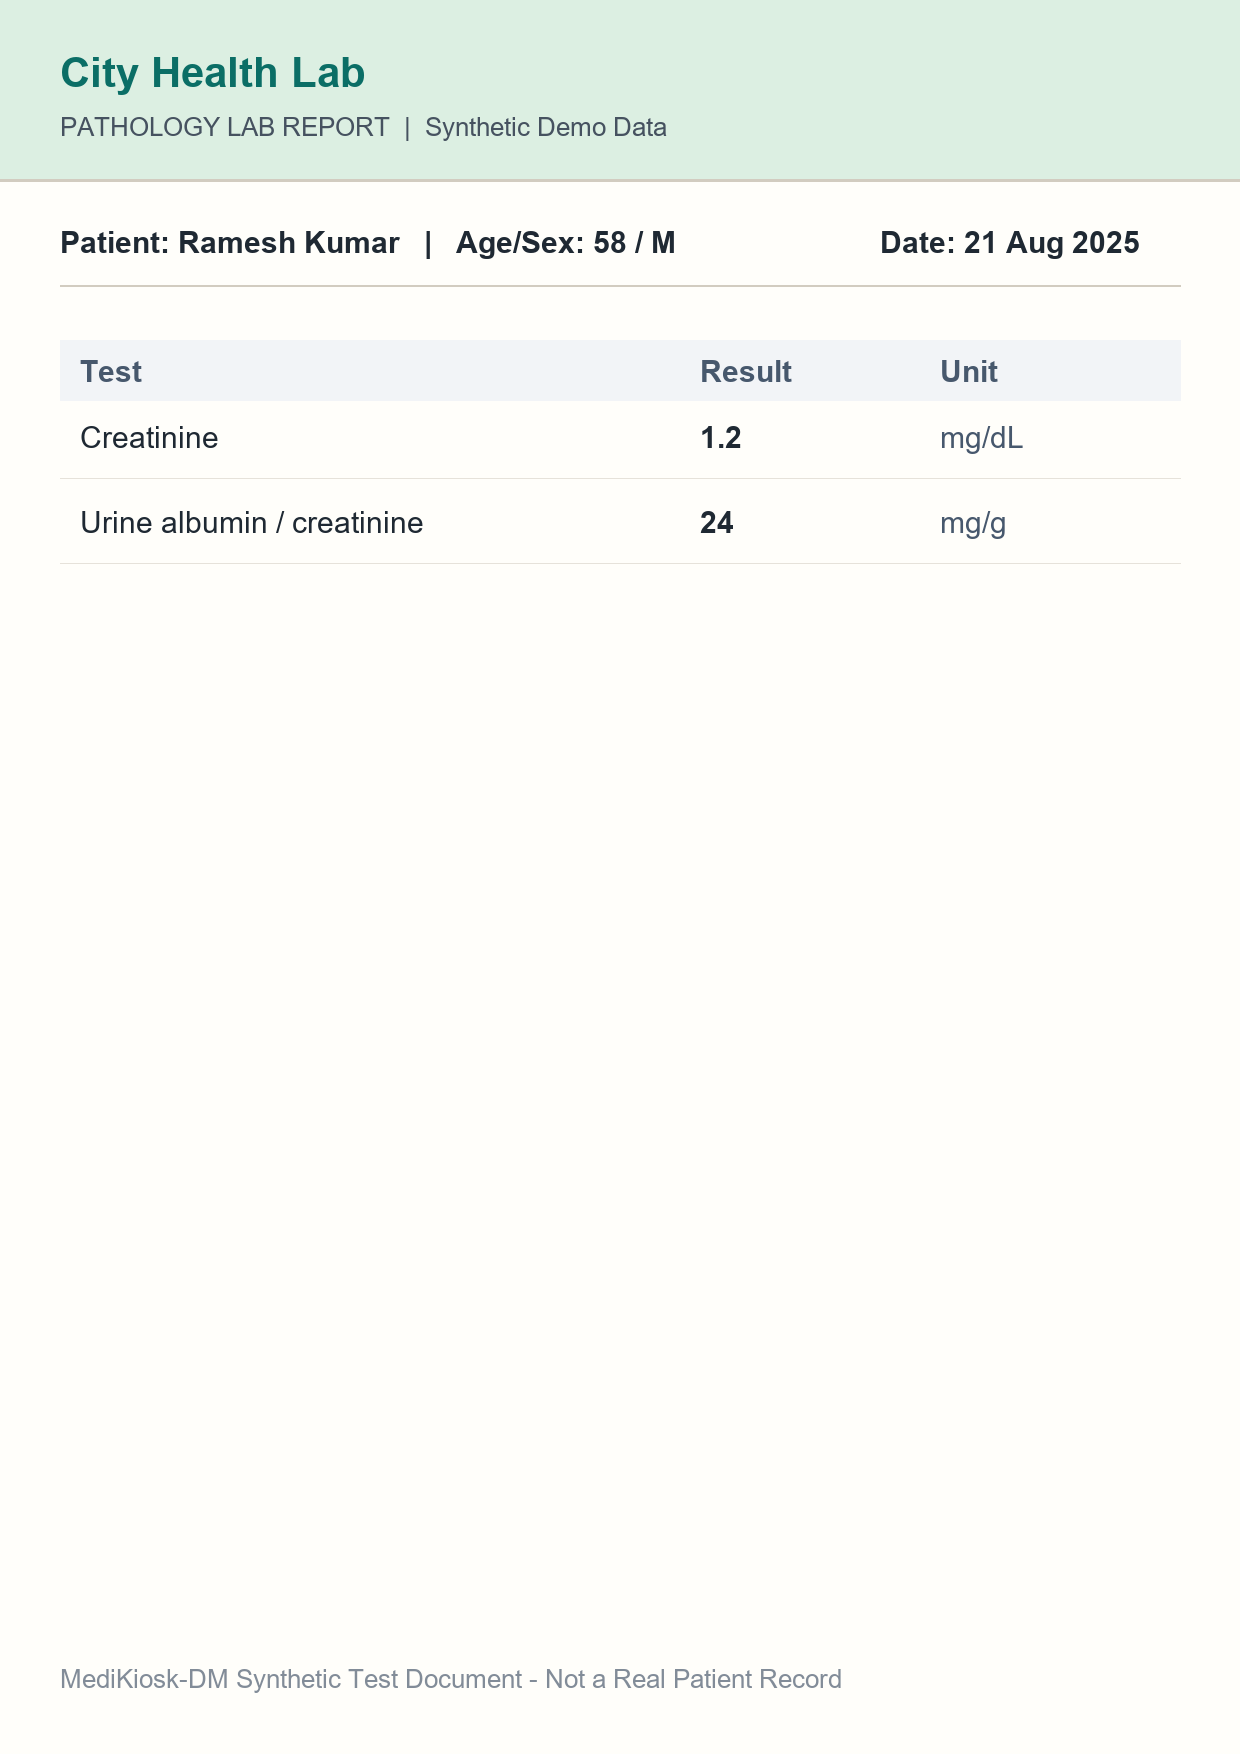 City Health Lab
PATHOLOGY LAB REPORT | Synthetic Demo Data
Patient: Ramesh Kumar | Age/Sex: 58 / M Date: 21 Aug 2025
Test Result Unit
Creatinine 1.2 mg/dL
Urine albumin / creatinine 24 mg/g
MediKiosk-DM Synthetic Test Document - Not a Real Patient Record